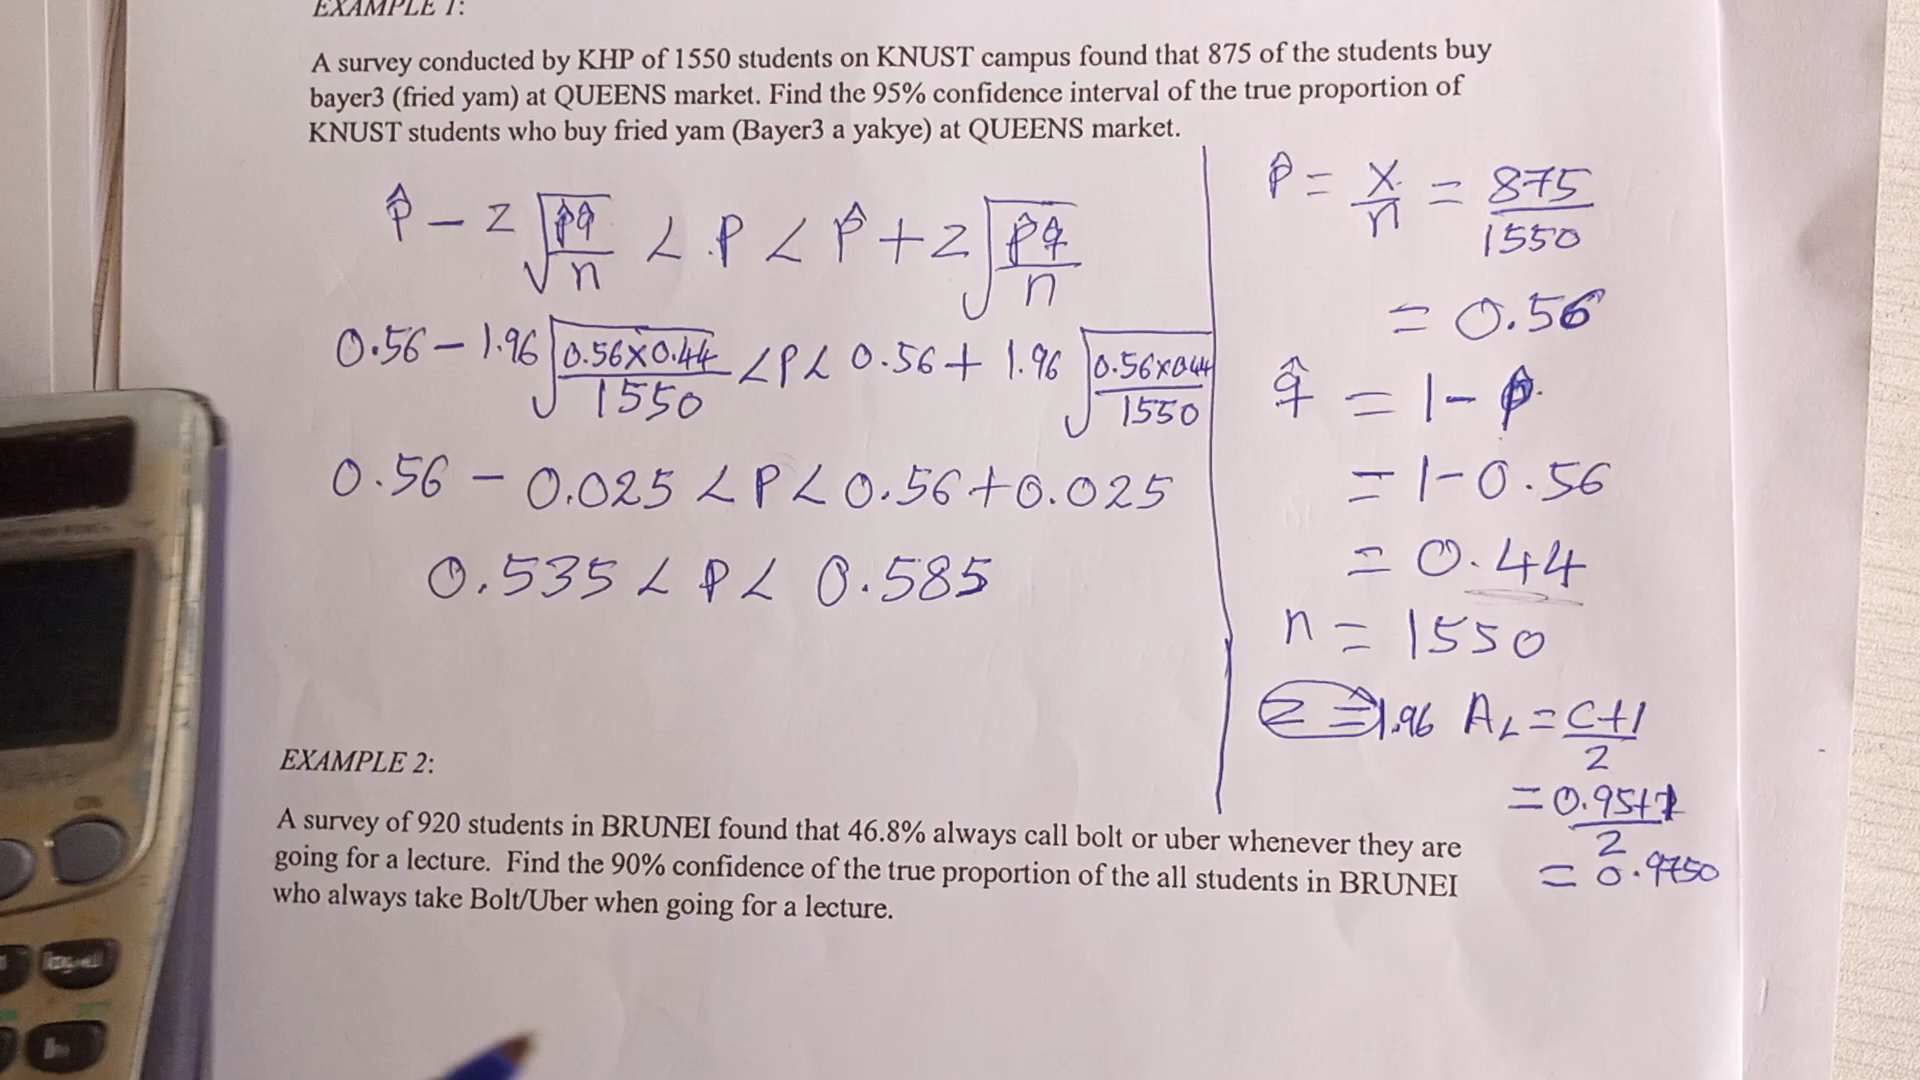 EXAMPLE 1:
A survey conducted by KHP of 1550 students on KNUST campus found that 875 of the students buy
bayer3 (fried yam) at QUEENS market. Find the 95% confidence interval of the true proportion of
KNUST students who buy fried yam (Bayer3 a yakye) at QUEENS market.
p̂ - z√(p̂q̂/n) < P < p̂ + z√(p̂q̂/n)
0.56 - 1.96√(0.56×0.44/1550) < P < 0.56 + 1.96√(0.56×0.44/1550)
0.56 - 0.025 < P < 0.56 + 0.025
0.535 < P < 0.585
p̂ = x/n = 875/1550
= 0.56
q̂ = 1 - p̂
= 1 - 0.56
= 0.44
n = 1550
z = 1.96 A_L = C+1/2
= 0.95+1/2
= 0.9750
EXAMPLE 2:
A survey of 920 students in BRUNEI found that 46.8% always call bolt or uber whenever they are
going for a lecture. Find the 90% confidence of the true proportion of the all students in BRUNEI
who always take Bolt/Uber when going for a lecture.